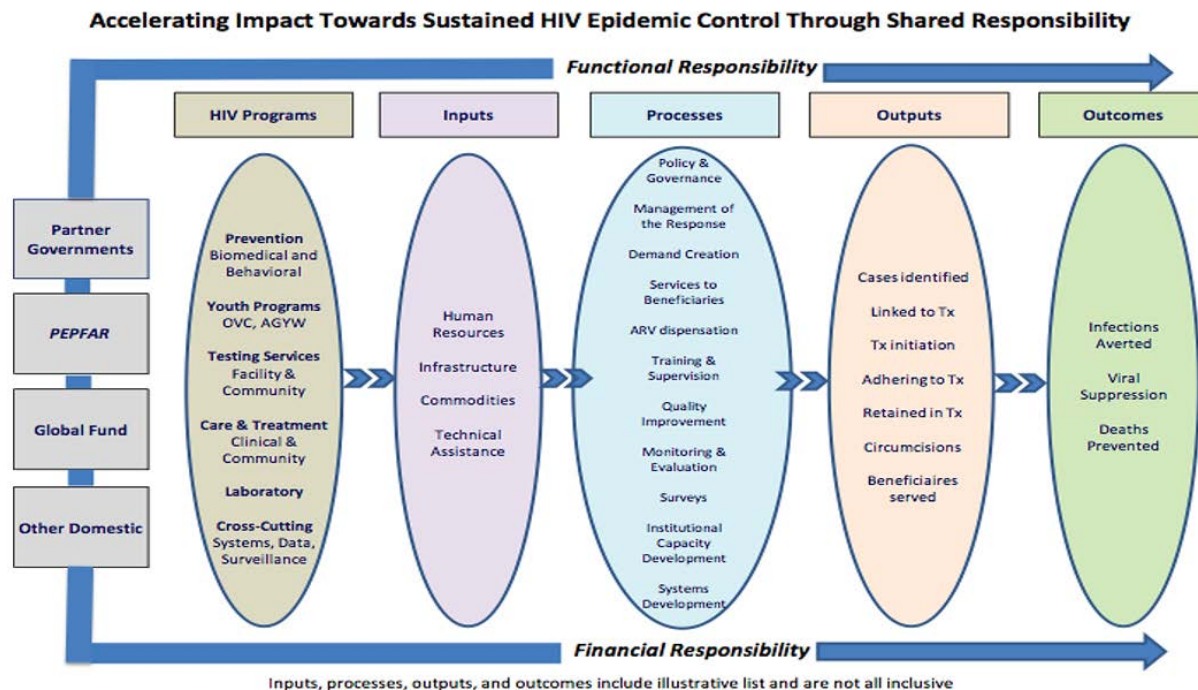 Accelerating Impact Towards Sustained HIV Epidemic Control Through Shared Responsibility
Functional Responsibility
HIV Programs
Inputs
Processes
Outputs
Outcomes
Partner
Governments
PEPFAR
Global Fund
Other Domestic
Prevention
Biomedical and
Behavioral
Youth Programs
OVC, AGYW
Testing Services
Facility &
Community
Care & Treatment
Clinical &
Community
Laboratory
Cross-Cutting
Systems, Data,
Surveillance
Human
Resources
Infrastructure
Commodities
Technical
Assistance
Policy &
Governance
Management of
the Response
Demand Creation
Services to
Beneficiaries
ARV dispensation
Training &
Supervision
Quality
Improvement
Monitoring &
Evaluation
Surveys
Institutional
Capacity
Development
Systems
Development
Cases identified
Linked to Tx
Tx initiation
Adhering to Tx
Retained in Tx
Circumcisions
Beneficiaires
served
Infections
Averted
Viral
Suppression
Deaths
Prevented
Financial Responsibility
Inputs, processes, outputs, and outcomes include illustrative list and are not all inclusive